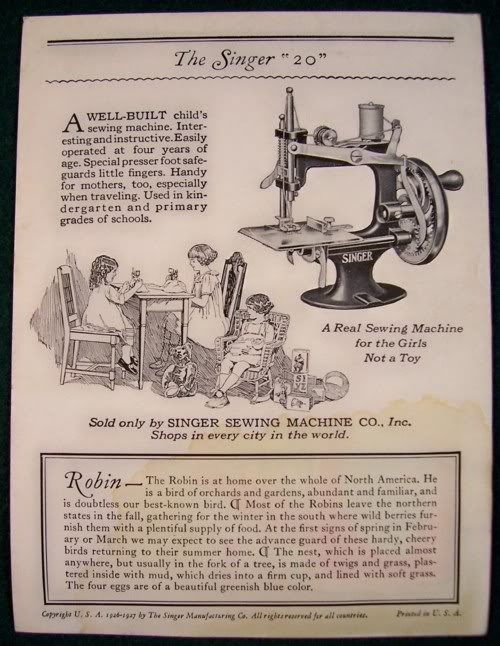 The Singer "20"
A WELL-BUILT child's
sewing machine. Inter-
esting and instructive. Easily
operated at four years of
age. Special presser foot safe-
guards little fingers. Handy
for mothers, too, especially
when traveling. Used in kin-
dergarten and primary
grades of schools.
SINGER
A Real Sewing Machine
for the Girls
Not a Toy
Sold only by SINGER SEWING MACHINE CO., Inc.
Shops in every city in the world.
Robin — The Robin is at home over the whole of North America. He
is a bird of orchards and gardens, abundant and familiar, and
is doubtless our best-known bird. ¶ Most of the Robins leave the northern
states in the fall, gathering for the winter in the south where wild berries fur-
nish them with a plentiful supply of food. At the first signs of spring in Febru-
ary or March we may expect to see the advance guard of these hardy, cheery
birds returning to their summer home. ¶ The nest, which is placed almost
anywhere, but usually in the fork of a tree, is made of twigs and grass, plas-
tered inside with mud, which dries into a firm cup, and lined with soft grass.
The four eggs are of a beautiful greenish blue color.
Copyright U. S. A. 1926-1927 by The Singer Manufacturing Co. All rights reserved for all countries.
Printed in U. S. A.